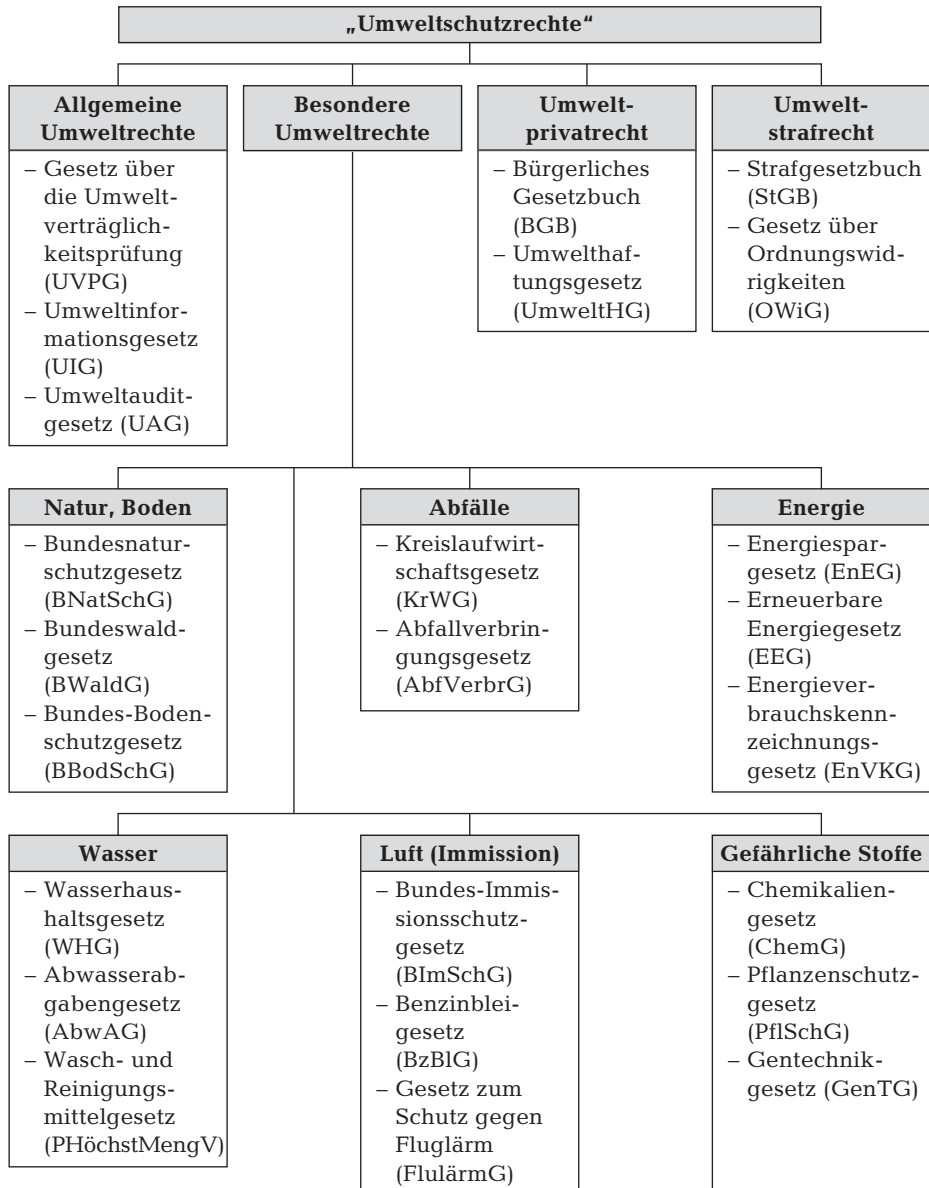 „Umweltschutzrechte“
Allgemeine
Umweltrechte
– Gesetz über
die Umwelt-
verträglich-
keitsprüfung
(UVPG)
– Umweltinfor-
mationsgesetz
(UIG)
– Umweltaudit-
gesetz (UAG)
Besondere
Umweltrechte
Umwelt-
privatrecht
– Bürgerliches
Gesetzbuch
(BGB)
– Umwelthaf-
tungsgesetz
(UmweltHG)
Umwelt-
strafrecht
– Strafgesetzbuch
(StGB)
– Gesetz über
Ordnungswid-
rigkeiten
(OWiG)
Natur, Boden
– Bundesnatur-
schutzgesetz
(BNatSchG)
– Bundeswald-
gesetz
(BWaldG)
– Bundes-Boden-
schutzgesetz
(BBodSchG)
Abfälle
– Kreislaufwirt-
schaftsgesetz
(KrWG)
– Abfallverbrin-
gungsgesetz
(AbfVerbrG)
Energie
– Energiespar-
gesetz (EnEG)
– Erneuerbare
Energiegesetz
(EEG)
– Energiever-
brauchskenn-
zeichnungs-
gesetz (EnVKG)
Wasser
– Wasserhaus-
haltsgesetz
(WHG)
– Abwasserab-
gabengesetz
(AbwAG)
– Wasch- und
Reinigungs-
mittelgesetz
(PHöchstMengV)
Luft (Immission)
– Bundes-Immis-
sionsschutz-
gesetz
(BImSchG)
– Benzinblei-
gesetz
(BzBlG)
– Gesetz zum
Schutz gegen
Fluglärm
(FlulärmG)
Gefährliche Stoffe
– Chemikalien-
gesetz
(ChemG)
– Pflanzenschutz-
gesetz
(PflSchG)
– Gentechnik-
gesetz (GenTG)